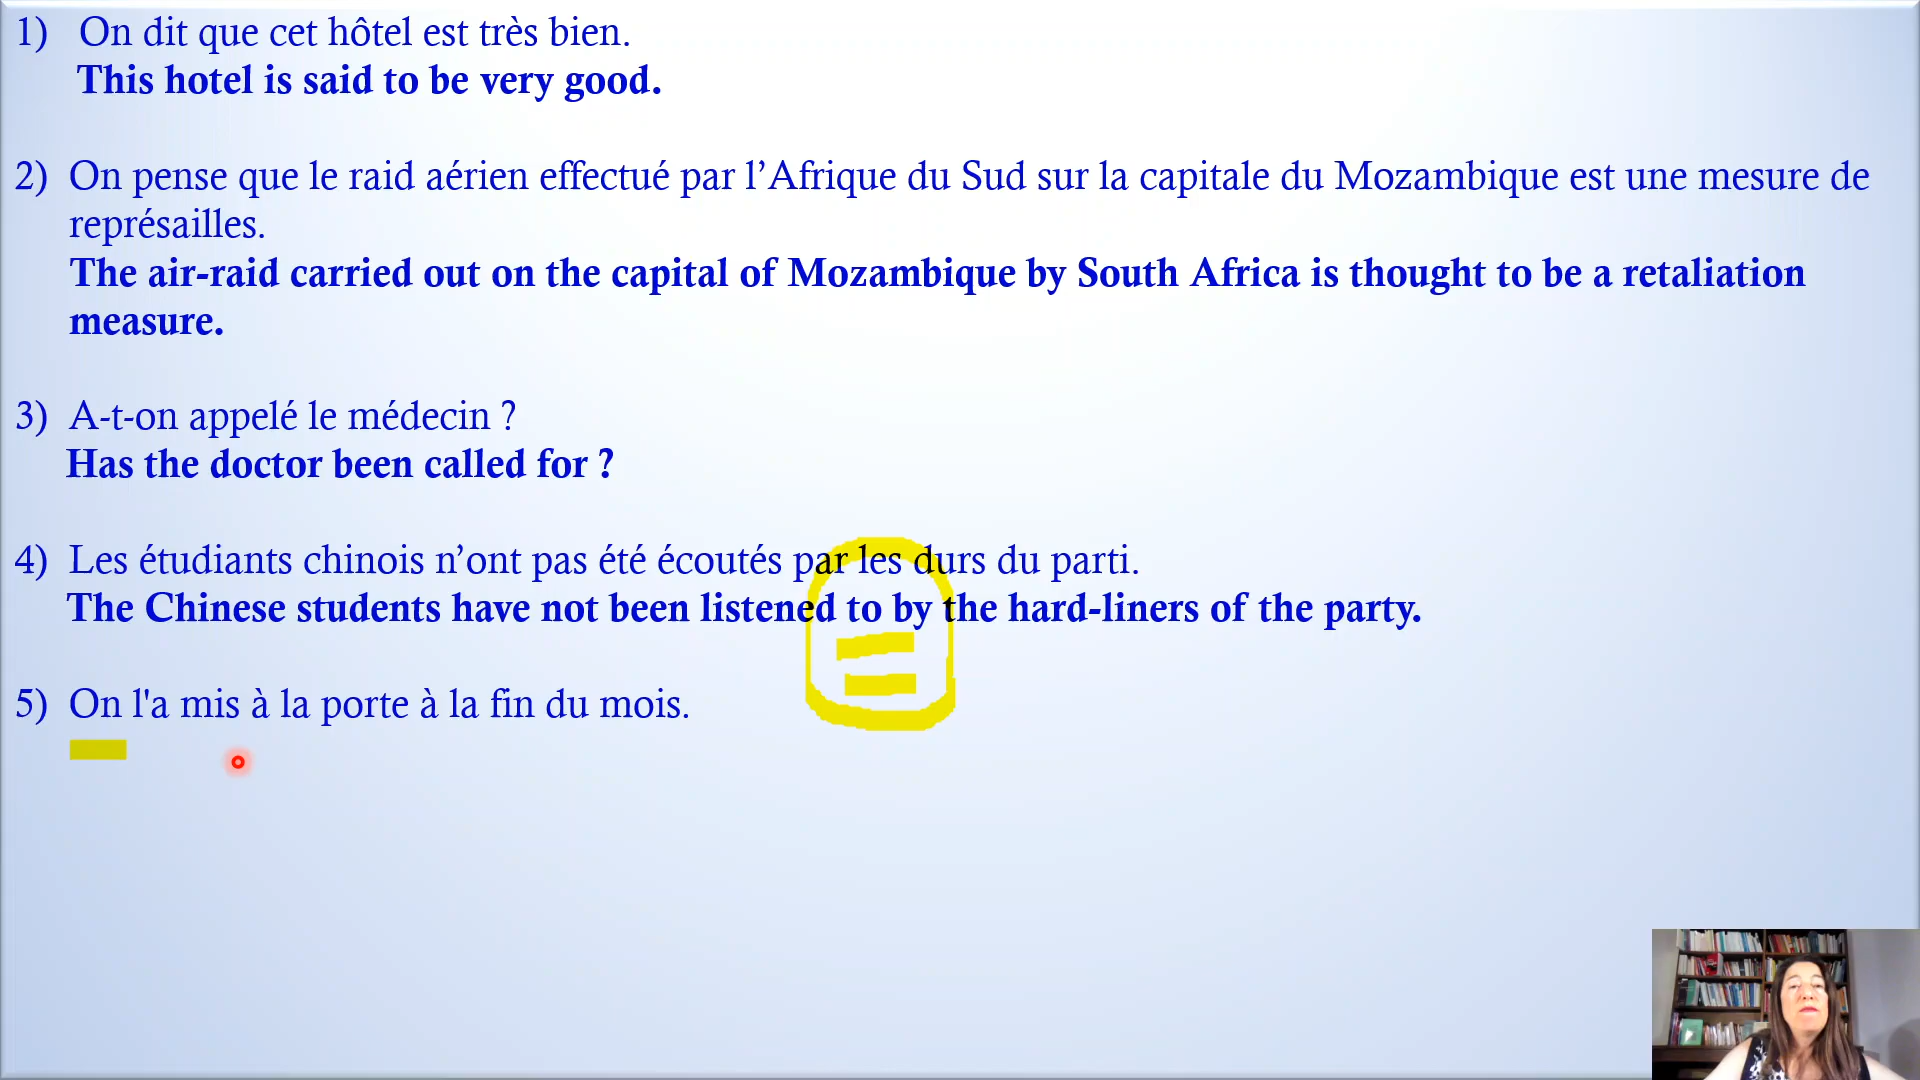 1) On dit que cet hôtel est très bien.
This hotel is said to be very good.
2) On pense que le raid aérien effectué par l’Afrique du Sud sur la capitale du Mozambique est une mesure de
représailles.
The air-raid carried out on the capital of Mozambique by South Africa is thought to be a retaliation
measure.
3) A-t-on appelé le médecin ?
Has the doctor been called for ?
4) Les étudiants chinois n’ont pas été écoutés par les durs du parti.
The Chinese students have not been listened to by the hard-liners of the party.
5) On l'a mis à la porte à la fin du mois.